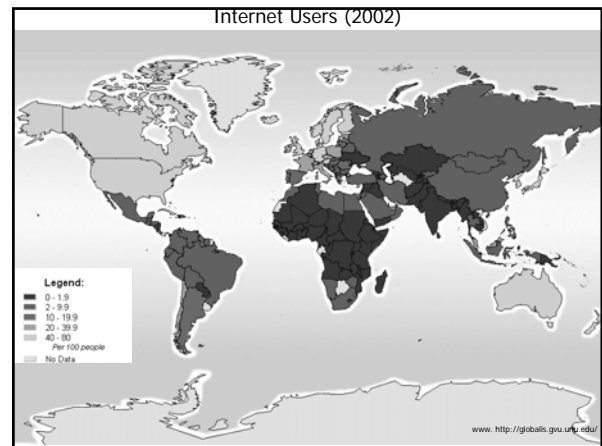 Internet Users (2002)
Legend:
0 - 1.9
2 - 9.9
10 - 19.9
20 - 39.9
40 - 80
Per 100 people
No Data
www. http://globalis.gvu.unu.edu/